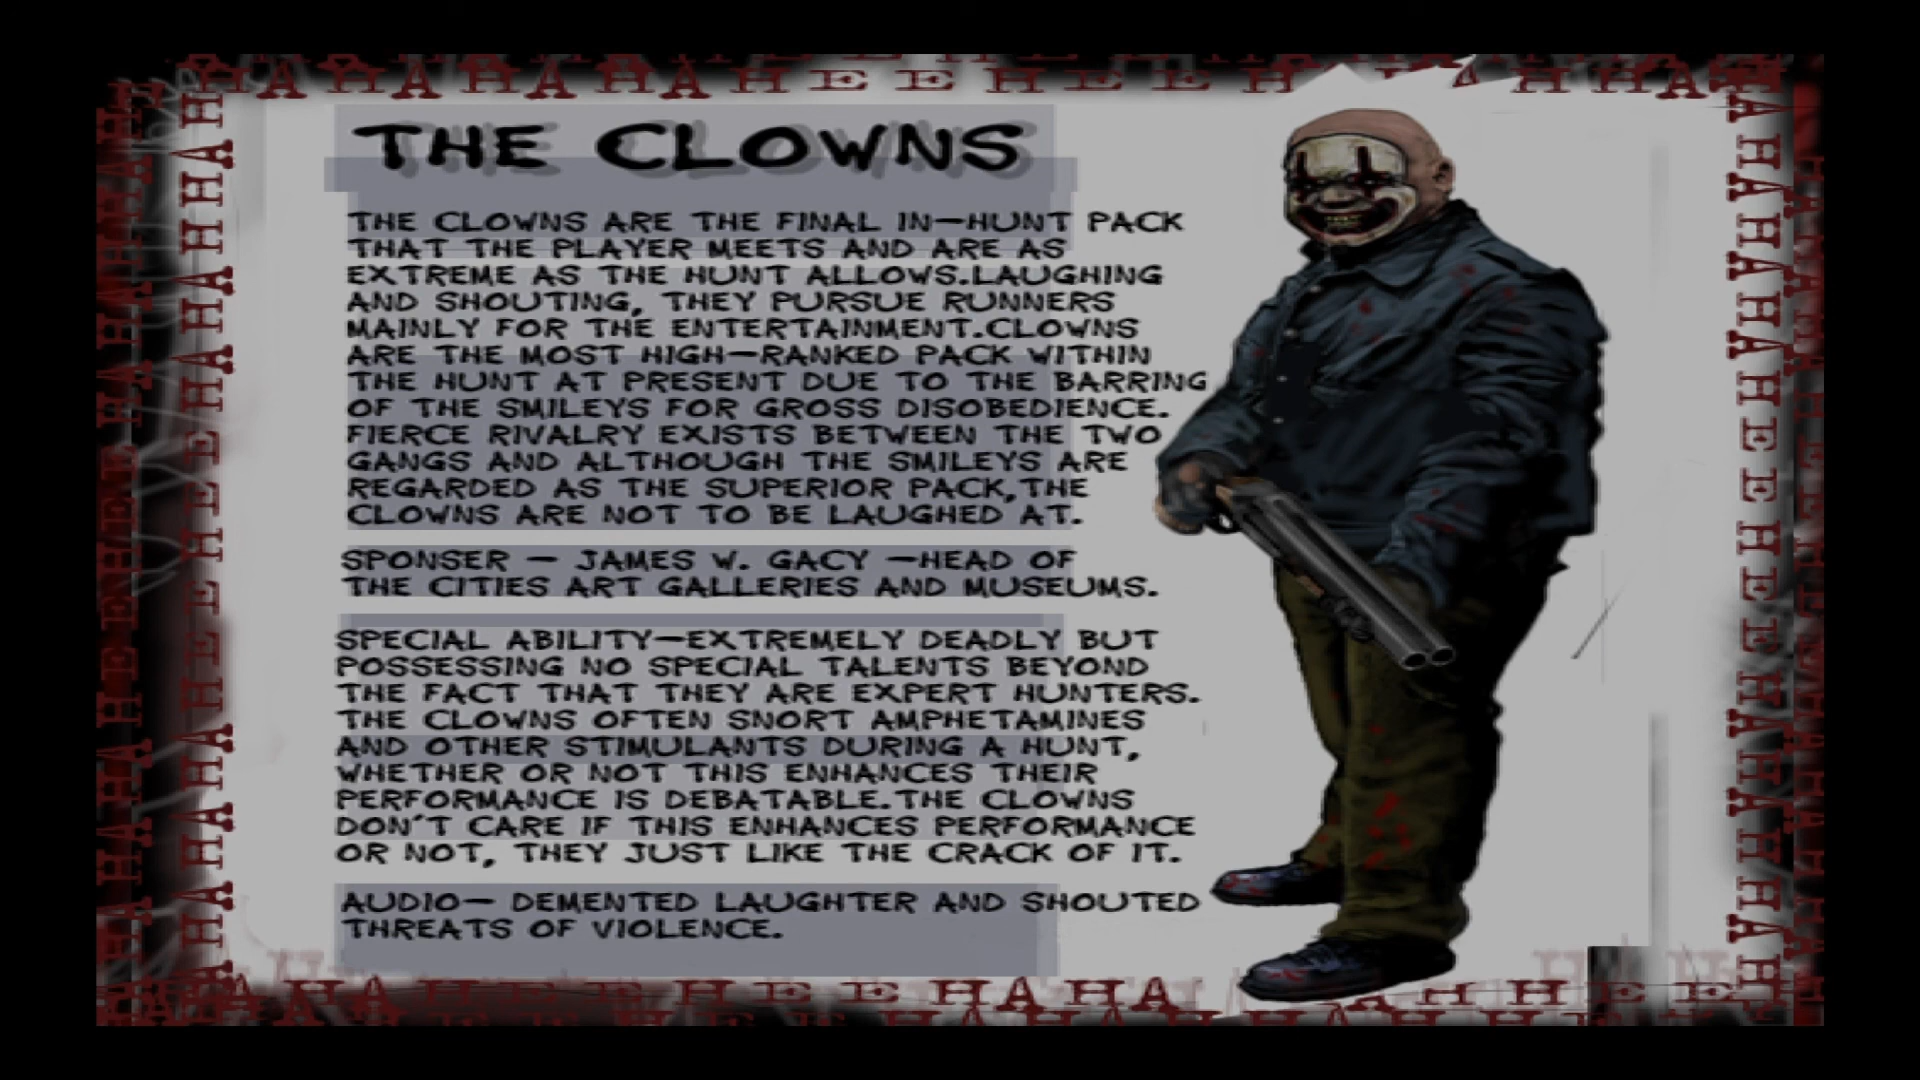 THE CLOWNS
THE CLOWNS ARE THE FINAL IN-HUNT PACK
THAT THE PLAYER MEETS AND ARE AS
EXTREME AS THE HUNT ALLOWS.LAUGHING
AND SHOUTING, THEY PURSUE RUNNERS
MAINLY FOR THE ENTERTAINMENT.CLOWNS
ARE THE MOST HIGH-RANKED PACK WITHIN
THE HUNT AT PRESENT DUE TO THE BARRING
OF THE SMILEYS FOR GROSS DISOBEDIENCE.
FIERCE RIVALRY EXISTS BETWEEN THE TWO
GANGS AND ALTHOUGH THE SMILEYS ARE
REGARDED AS THE SUPERIOR PACK,THE
CLOWNS ARE NOT TO BE LAUGHED AT.
SPONSER - JAMES W. GACY -HEAD OF
THE CITIES ART GALLERIES AND MUSEUMS.
SPECIAL ABILITY-EXTREMELY DEADLY BUT
POSSESSING NO SPECIAL TALENTS BEYOND
THE FACT THAT THEY ARE EXPERT HUNTERS.
THE CLOWNS OFTEN SNORT AMPHETAMINES
AND OTHER STIMULANTS DURING A HUNT,
WHETHER OR NOT THIS ENHANCES THEIR
PERFORMANCE IS DEBATABLE.THE CLOWNS
DON'T CARE IF THIS ENHANCES PERFORMANCE
OR NOT, THEY JUST LIKE THE CRACK OF IT.
AUDIO- DEMENTED LAUGHTER AND SHOUTED
THREATS OF VIOLENCE.